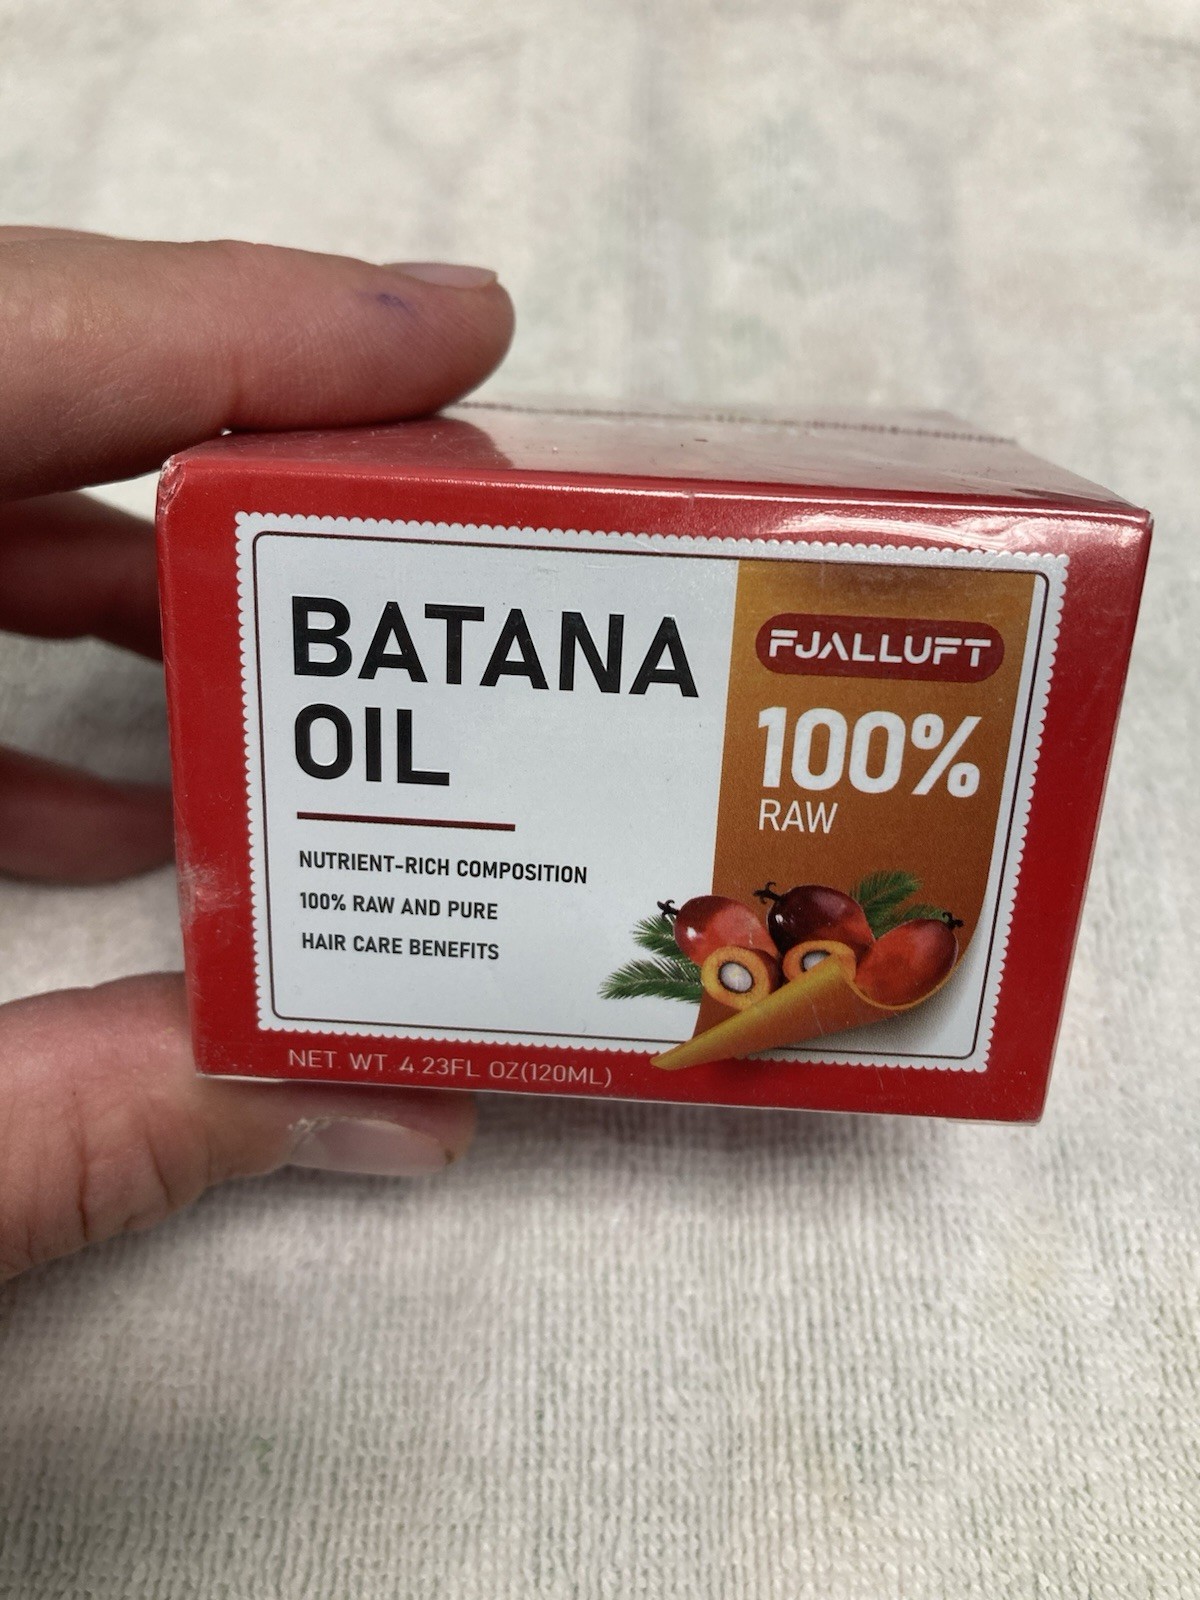 BATANA
OIL
NUTRIENT-RICH COMPOSITION
100% RAW AND PURE
HAIR CARE BENEFITS
FJALLUFT
100%
RAW
NET. WT. 4.23FL OZ(120ML)